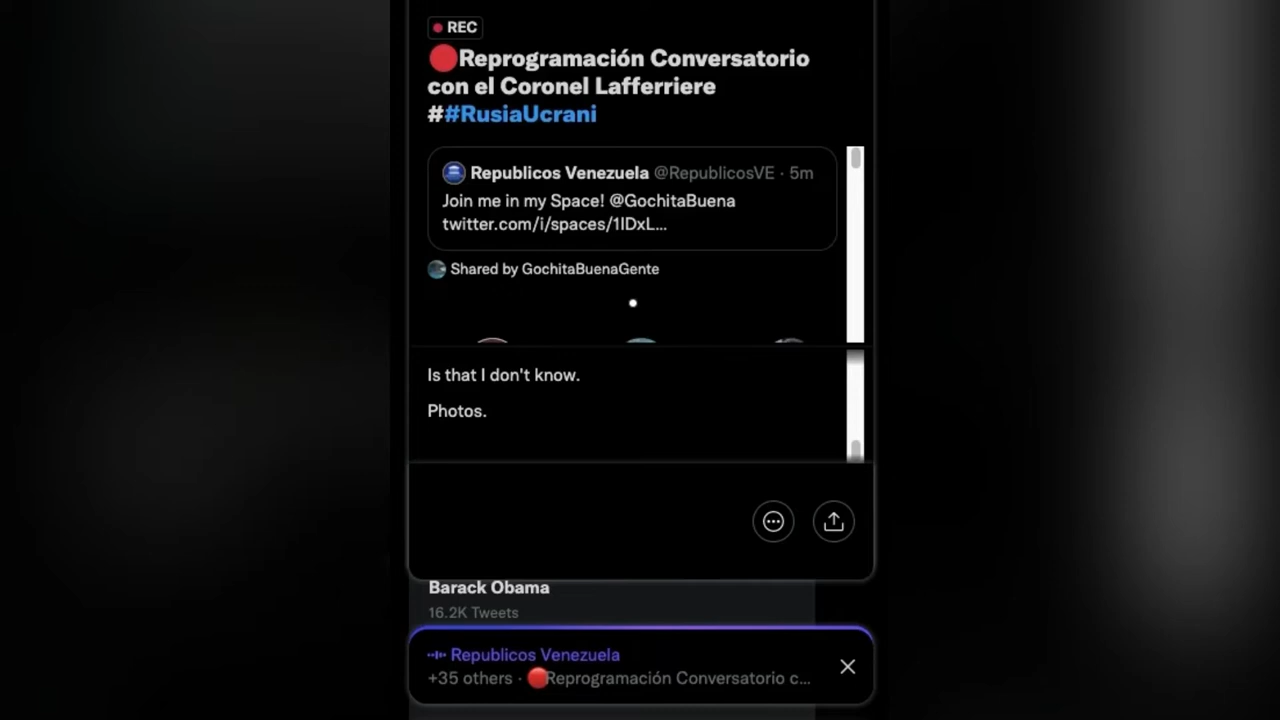 REC
🔴Reprogramación Conversatorio
con el Coronel Lafferriere
##RusiaUcrani
Republicos Venezuela @RepublicosVE · 5m
Join me in my Space! @GochitaBuena
twitter.com/i/spaces/1lDxL…
Shared by GochitaBuenaGente
Is that I don't know.
Photos.
Barack Obama
16.2K Tweets
Republicos Venezuela
+35 others · 🔴Reprogramación Conversatorio c...